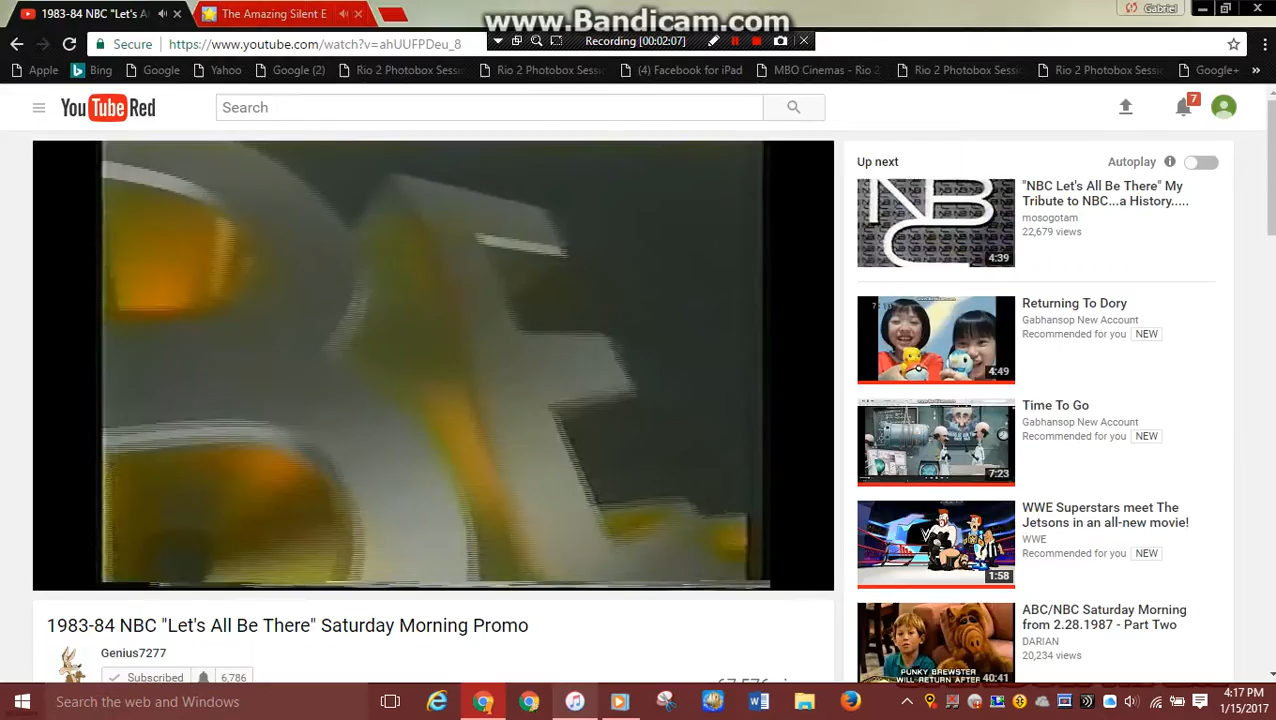 1983-84 NBC "Let's A
The Amazing Silent E
www.Bandicam.com
Gabriel
Secure
https://www.youtube.com/watch?v=ahUUFPDeu_8
Recording [00:02:07]
Apple
Bing
Google
Yahoo
Google (2)
Rio 2 Photobox Sessi
Rio 2 Photobox Sessi
(4) Facebook for iPad
MBO Cinemas - Rio 2
Rio 2 Photobox Sessi
Rio 2 Photobox Sessi
Google+
»
YouTube Red
Search
7
Up next
Autoplay
NBC
4:39
"NBC Let's All Be There" My
Tribute to NBC...a History.....
mosogotam
22,679 views
4:49
Returning To Dory
Gabhansop New Account
Recommended for you NEW
7:23
Time To Go
Gabhansop New Account
Recommended for you NEW
1:58
WWE Superstars meet The
Jetsons in an all-new movie!
WWE
Recommended for you NEW
PUNKY BREWSTER
WILL RETURN AFTER
40:41
ABC/NBC Saturday Morning
from 2.28.1987 - Part Two
DARIAN
20,234 views
1983-84 NBC "Let's All Be There" Saturday Morning Promo
Genius7277
Subscribed
6,788
Search the web and Windows
4:17 PM
1/15/2017